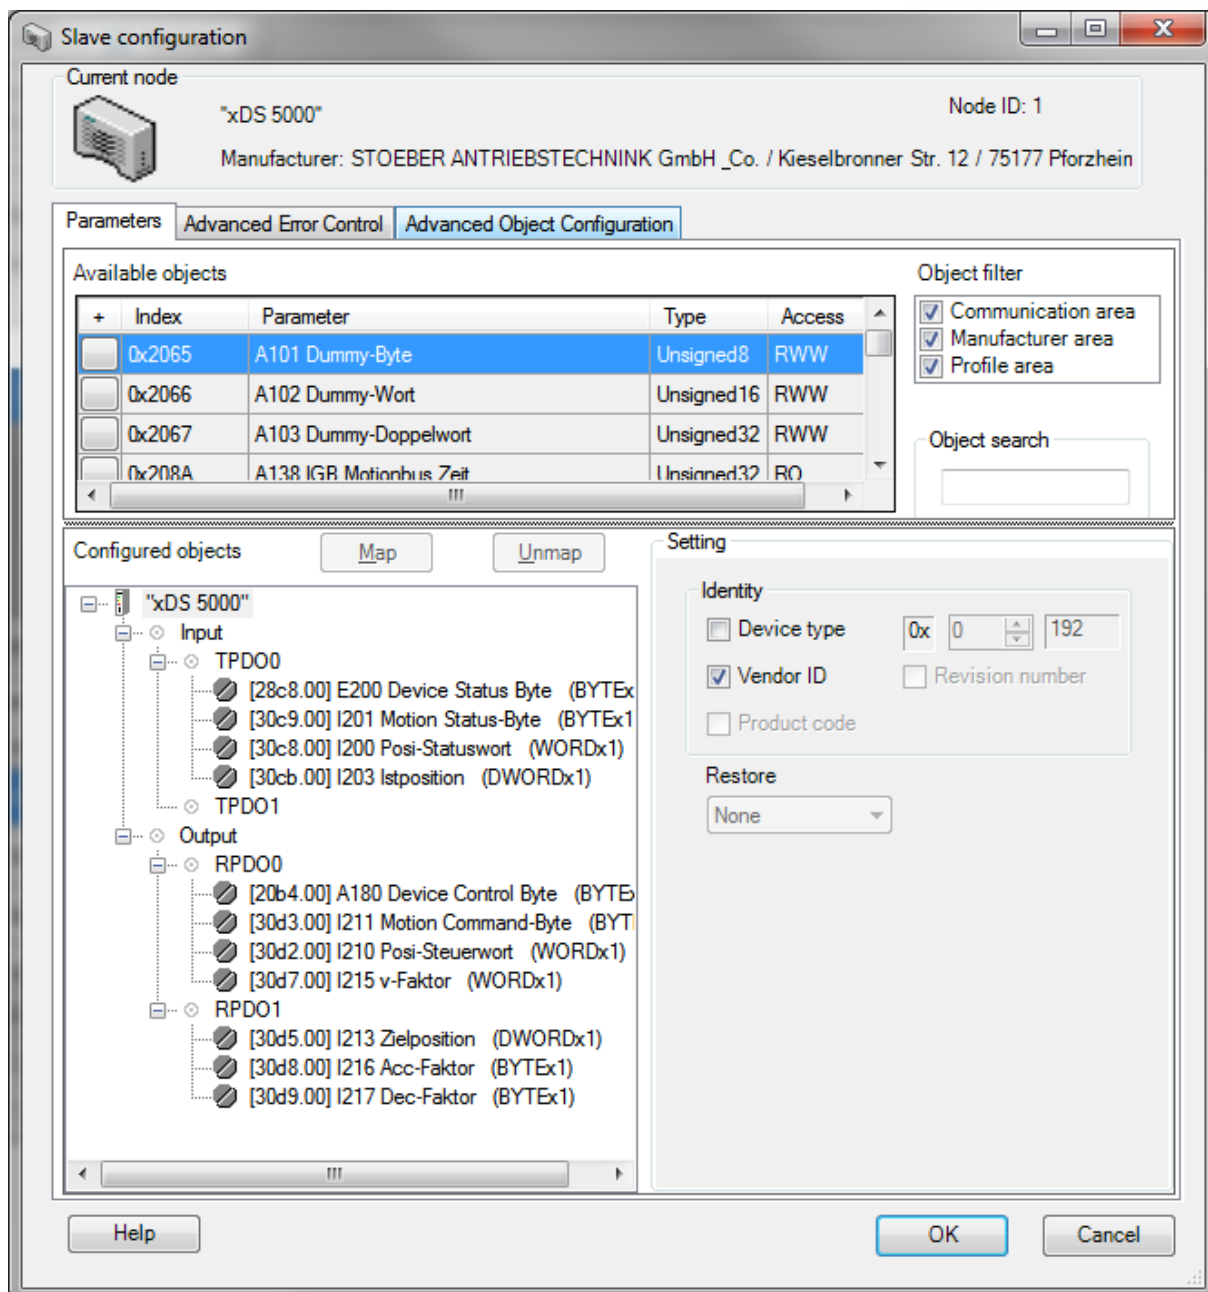 Slave configuration
Current node
"xDS 5000"
Node ID: 1
Manufacturer: STOEBER ANTRIEBSTECHNINK GmbH _Co. / Kieselbronner Str. 12 / 75177 Pforzhein
Parameters Advanced Error Control Advanced Object Configuration
Available objects
+ Index Parameter Type Access
0x2065 A101 Dummy-Byte Unsigned8 RWW
0x2066 A102 Dummy-Wort Unsigned16 RWW
0x2067 A103 Dummy-Doppelwort Unsigned32 RWW
0x208A A138 IGB Motionbus Zeit Unsigned32 RO
Object filter
Communication area
Manufacturer area
Profile area
Object search
Configured objects Map Unmap
"xDS 5000"
Input
TPDO0
[28c8.00] E200 Device Status Byte (BYTEx
[30c9.00] I201 Motion Status-Byte (BYTEx1
[30c8.00] I200 Posi-Statuswort (WORDx1)
[30cb.00] I203 Istposition (DWORDx1)
TPDO1
Output
RPDO0
[20b4.00] A180 Device Control Byte (BYTE
[30d3.00] I211 Motion Command-Byte (BYT
[30d2.00] I210 Posi-Steuerwort (WORDx1)
[30d7.00] I215 v-Faktor (WORDx1)
RPDO1
[30d5.00] I213 Zielposition (DWORDx1)
[30d8.00] I216 Acc-Faktor (BYTEx1)
[30d9.00] I217 Dec-Faktor (BYTEx1)
Setting
Identity
Device type 0x 0 192
Vendor ID Revision number
Product code
Restore
None
Help OK Cancel